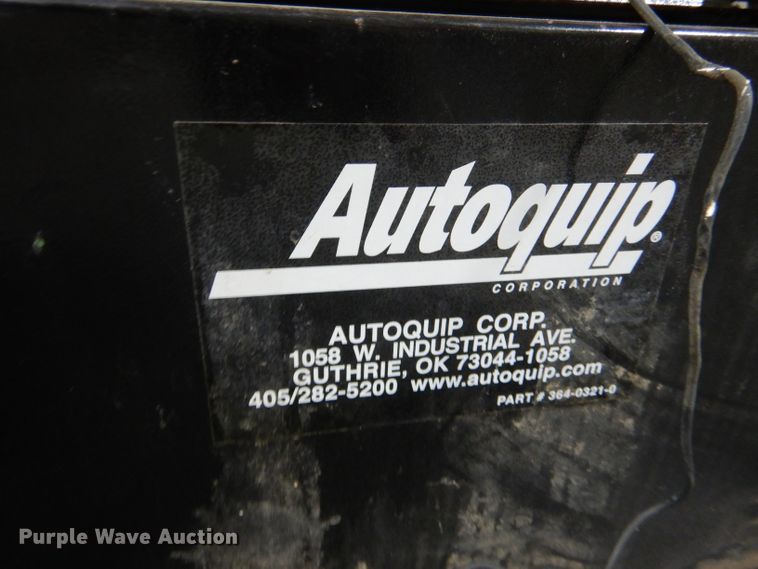 Autoquip®
CORPORATION
AUTOQUIP CORP.
1058 W. INDUSTRIAL AVE.
GUTHRIE, OK 73044-1058
405/282-5200 www.autoquip.com
PART # 364-0321-0
Purple Wave Auction®